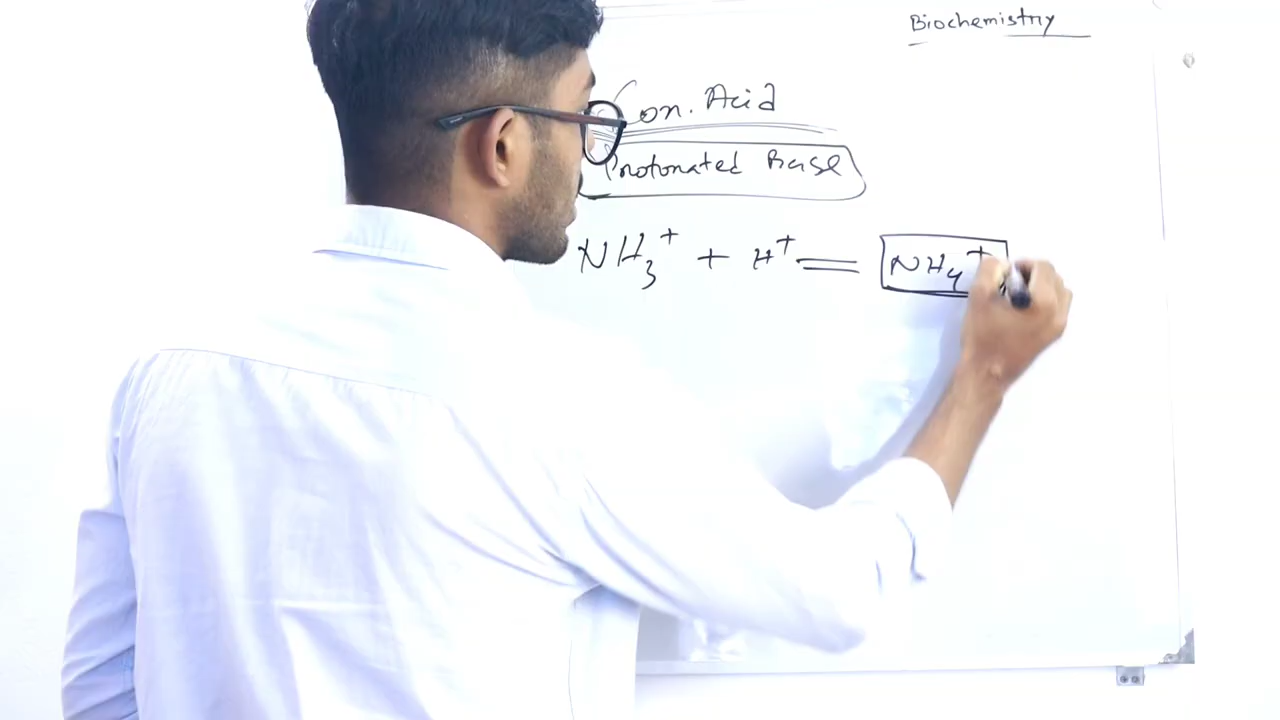 Biochemistry
Con. Acid
Protonated Base
NH₃⁺ + H⁺ = NH₄⁺